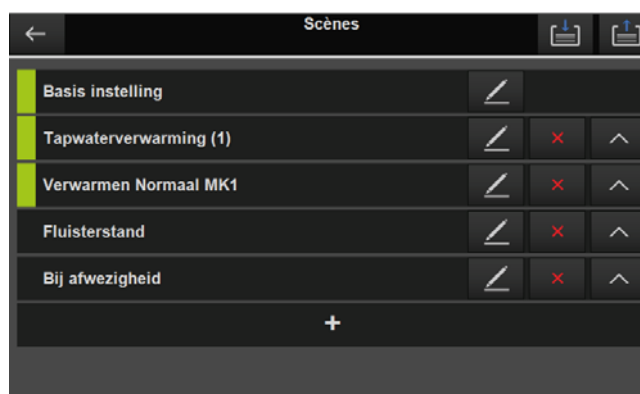 Scènes
Basis instelling
Tapwaterverwarming (1)
Verwarmen Normaal MK1
Fluisterstand
Bij afwezigheid
+